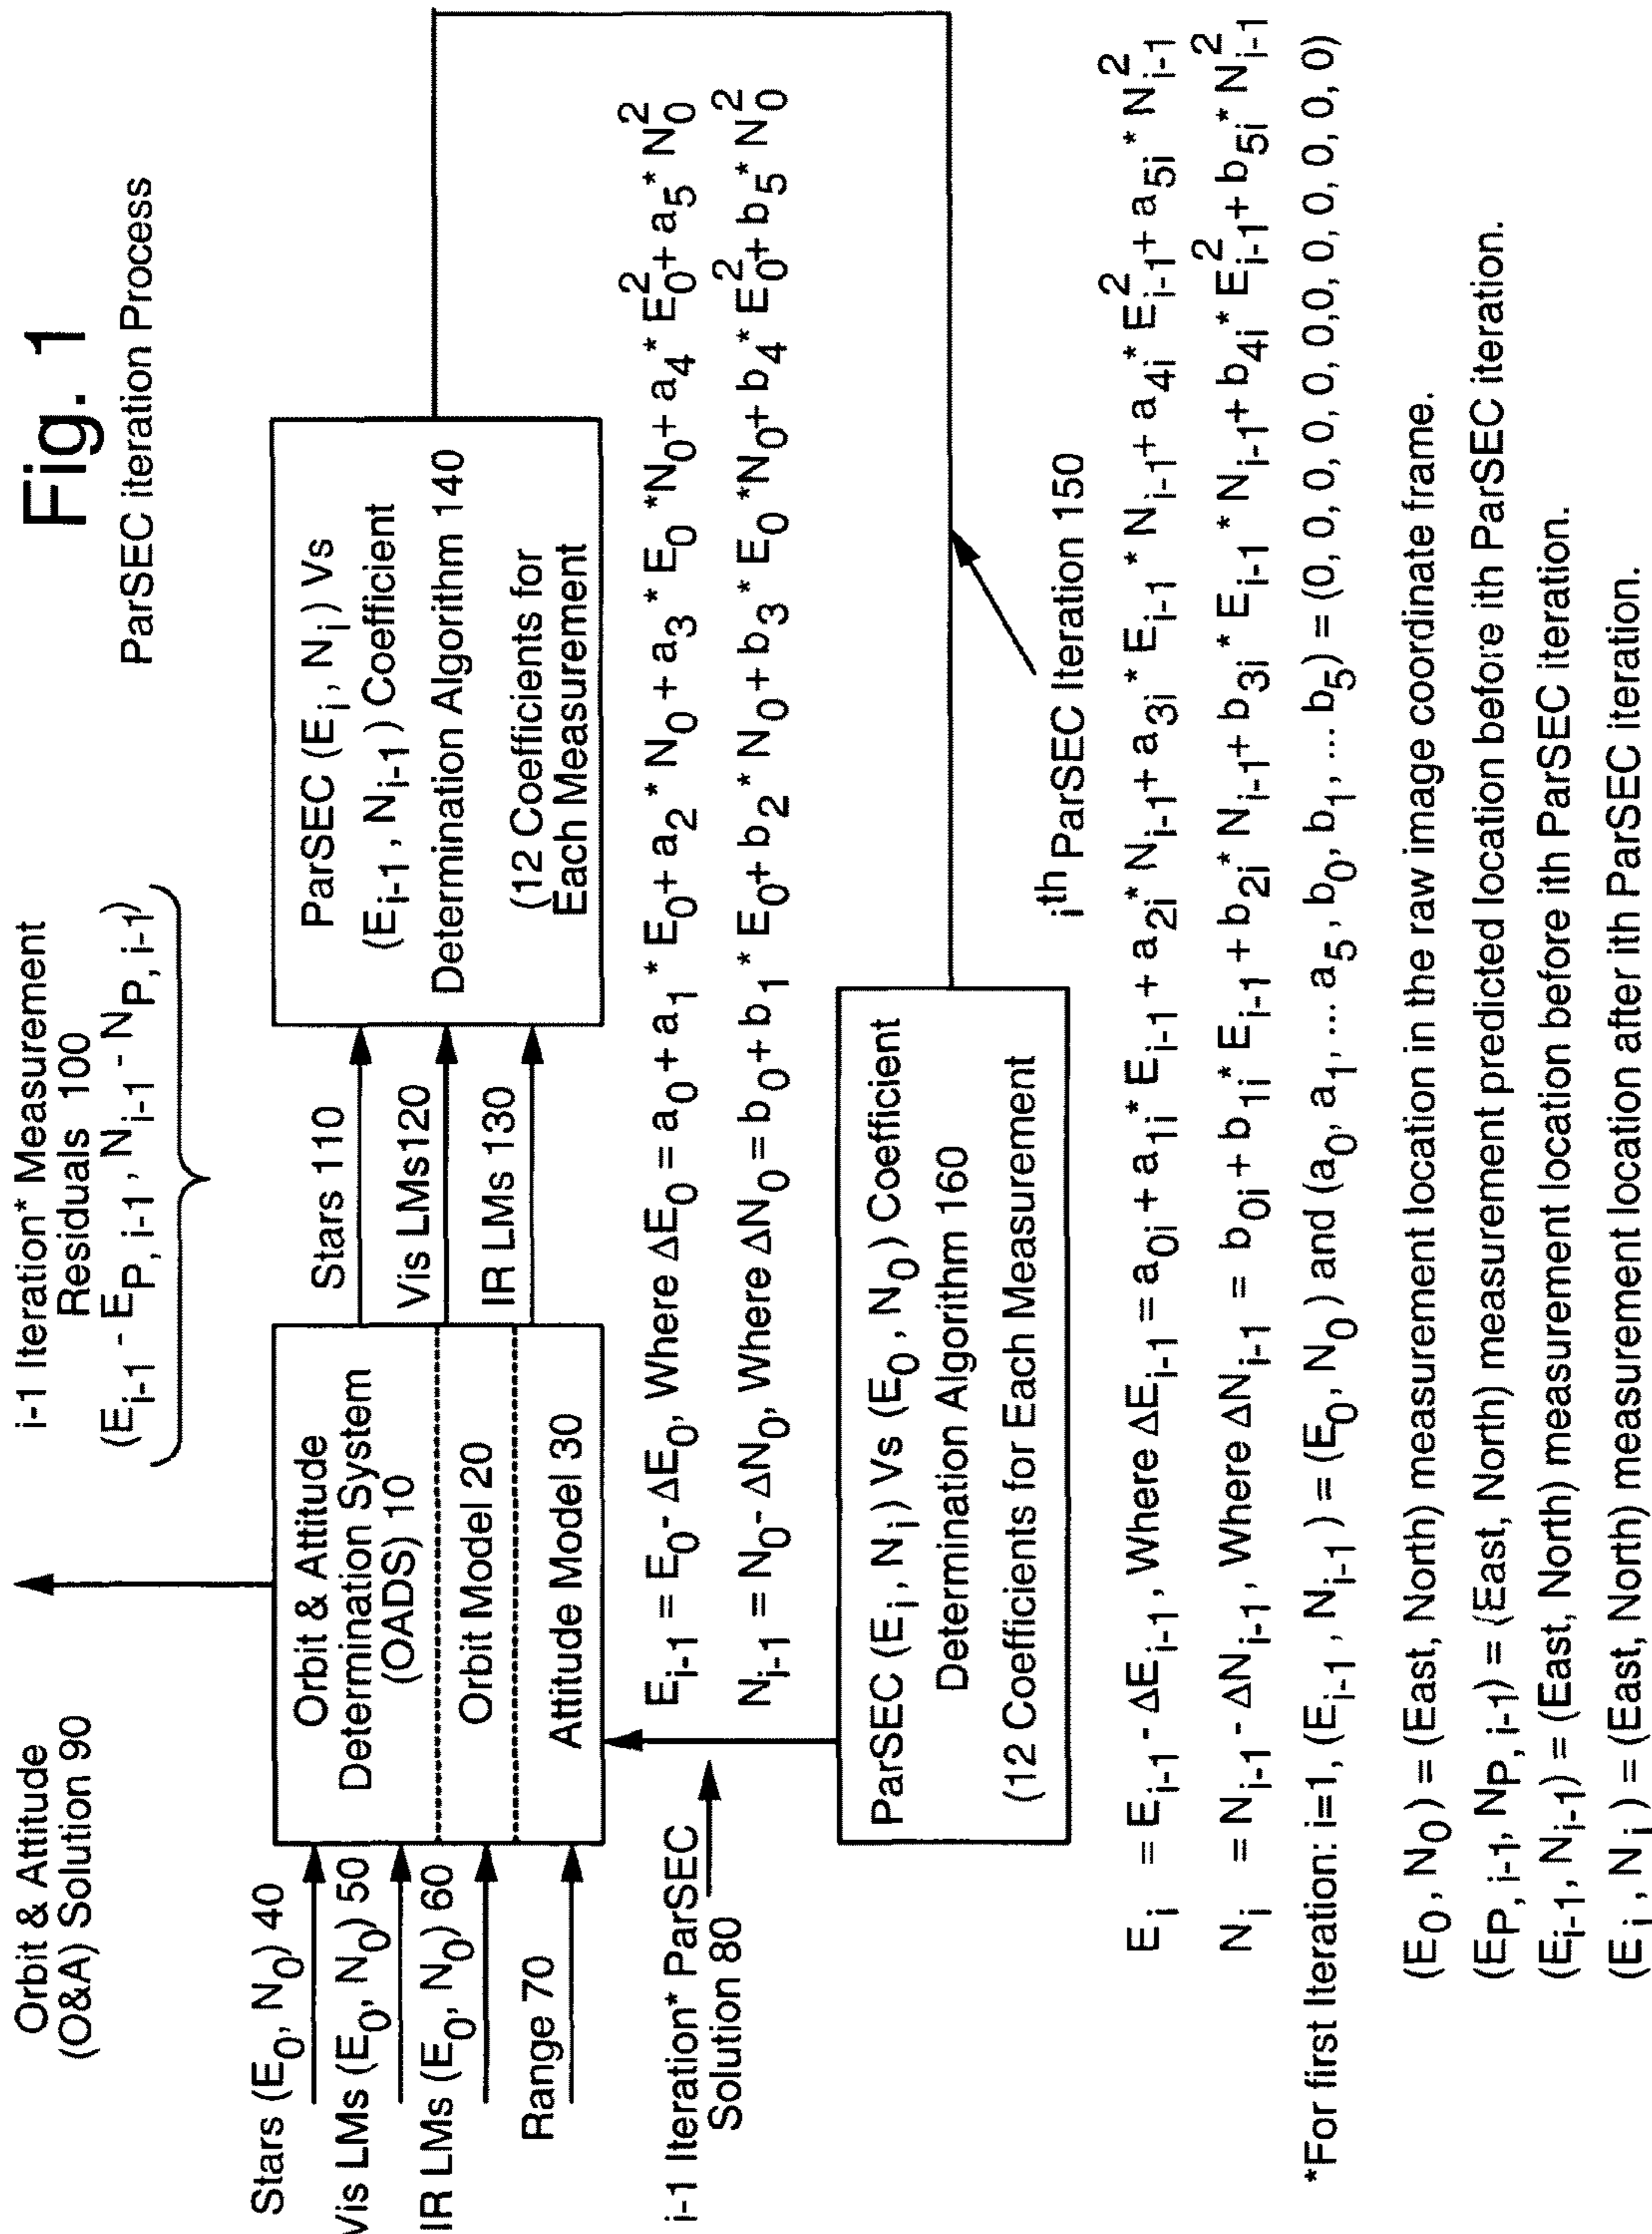 Fig. 1
ParSEC iteration Process
Orbit & Attitude
(O&A) Solution 90
i-1 Iteration* Measurement
Residuals 100
(E_{i-1} - E_{P, i-1}, N_{i-1} - N_{P, i-1})
Stars (E_0, N_0) 40
Vis LMs (E_0, N_0) 50
IR LMs (E_0, N_0) 60
Range 70
Orbit & Attitude
Determination System
(OADS) 10
Orbit Model 20
Attitude Model 30
Stars 110
Vis LMs120
IR LMs 130
ParSEC (E_i, N_i) Vs
(E_{i-1}, N_{i-1}) Coefficient
Determination Algorithm 140
(12 Coefficients for
Each Measurement
i-1 Iteration* ParSEC
Solution 80
E_{i-1} = E_0 - ΔE_0, Where ΔE_0 = a_0 + a_1 * E_0 + a_2 * N_0 + a_3 * E_0 * N_0 + a_4 * E_0^2 + a_5 * N_0^2
N_{i-1} = N_0 - ΔN_0, Where ΔN_0 = b_0 + b_1 * E_0 + b_2 * N_0 + b_3 * E_0 * N_0 + b_4 * E_0^2 + b_5 * N_0^2
ParSEC (E_i, N_i) Vs (E_0, N_0) Coefficient
Determination Algorithm 160
(12 Coefficients for Each Measurement
i^{th} ParSEC Iteration 150
E_i = E_{i-1} - ΔE_{i-1}, Where ΔE_{i-1} = a_{0i} + a_{1i} * E_{i-1} + a_{2i} * N_{i-1} + a_{3i} * E_{i-1} * N_{i-1} + a_{4i} * E_{i-1}^2 + a_{5i} * N_{i-1}^2
N_i = N_{i-1} - ΔN_{i-1}, Where ΔN_{i-1} = b_{0i} + b_{1i} * E_{i-1} + b_{2i} * N_{i-1} + b_{3i} * E_{i-1} * N_{i-1} + b_{4i} * E_{i-1}^2 + b_{5i} * N_{i-1}^2
*For first Iteration: i=1, (E_{i-1}, N_{i-1}) = (E_0, N_0) and (a_0, a_1, ... a_5, b_0, b_1, ... b_5) = (0, 0, 0, 0, 0, 0, 0,0, 0, 0, 0, 0)
(E_0, N_0) = (East, North) measurement location in the raw image coordinate frame.
(E_{P, i-1}, N_{P, i-1}) = (East, North) measurement predicted location before ith ParSEC iteration.
(E_{i-1}, N_{i-1}) = (East, North) measurement location before ith ParSEC iteration.
(E_i, N_i) = (East, North) measurement location after ith ParSEC iteration.